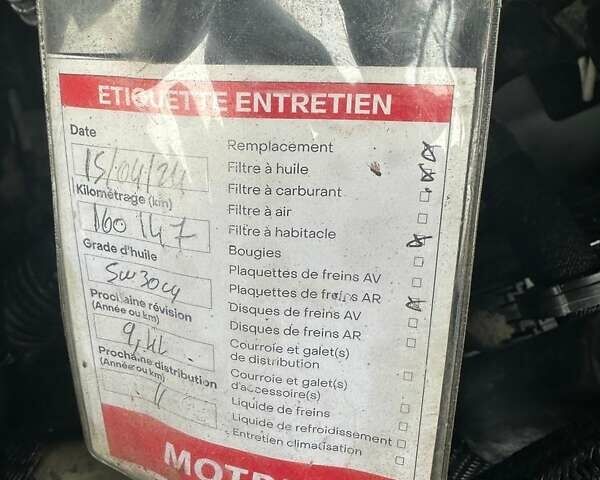 ETIQUETTE ENTRETIEN
Date
15/04/24
Kilométrage (km)
160 147
Grade d'huile
5W30C4
Prochaine révision
(Année ou km)
Prochaine distribution
(Année ou km)
//
Remplacement
Filtre à huile
Filtre à carburant
Filtre à air
Filtre à habitacle
Bougies
Plaquettes de freins AV
Plaquettes de freins AR
Disques de freins AV
Disques de freins AR
Courroie et galet(s)
de distribution
Courroie et galet(s)
d'accessoire(s)
Liquide de freins
Liquide de refroidissement
Entretien climatisation